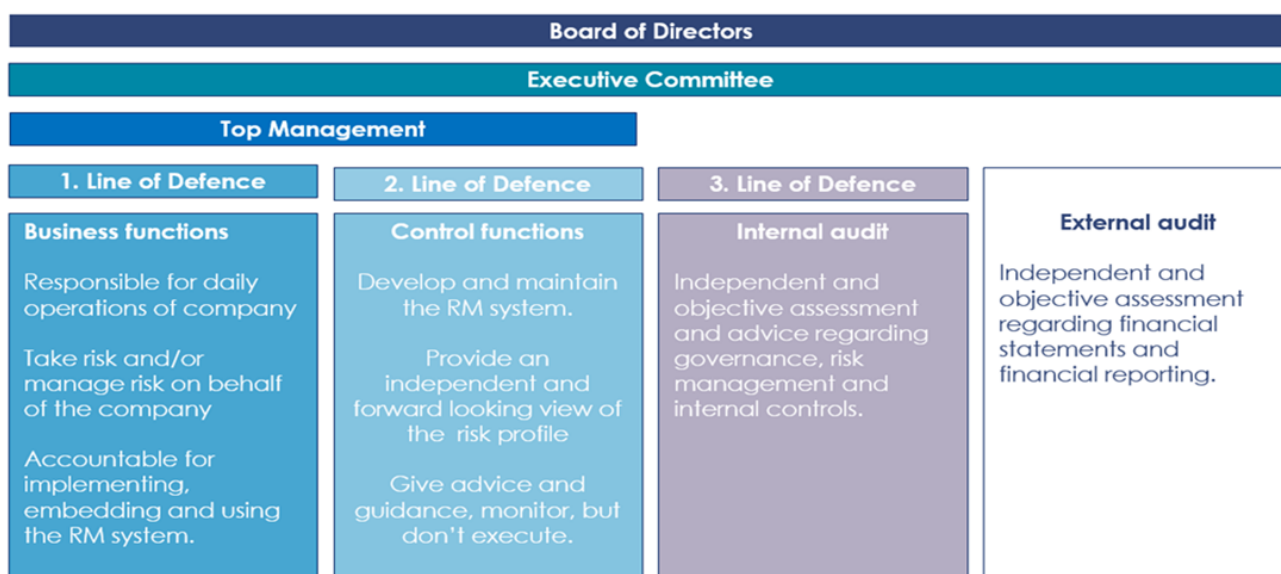 Board of Directors
Executive Committee
Top Management
1. Line of Defence
Business functions
Responsible for daily
operations of company
Take risk and/or
manage risk on behalf
of the company
Accountable for
implementing,
embedding and using
the RM system.
2. Line of Defence
Control functions
Develop and maintain
the RM system.
Provide an
independent and
forward looking view of
the risk profile
Give advice and
guidance, monitor, but
don't execute.
3. Line of Defence
Internal audit
Independent and
objective assessment
and advice regarding
governance, risk
management and
internal controls.
External audit
Independent and
objective assessment
regarding financial
statements and
financial reporting.